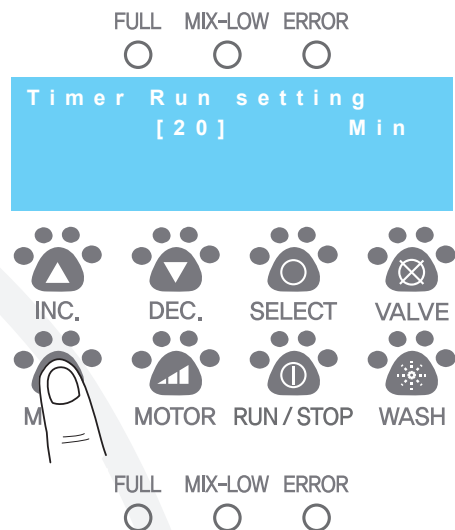 FULL MIX-LOW ERROR
Timer Run setting
[20] Min
INC. DEC. SELECT VALVE
MOTOR RUN / STOP WASH
FULL MIX-LOW ERROR